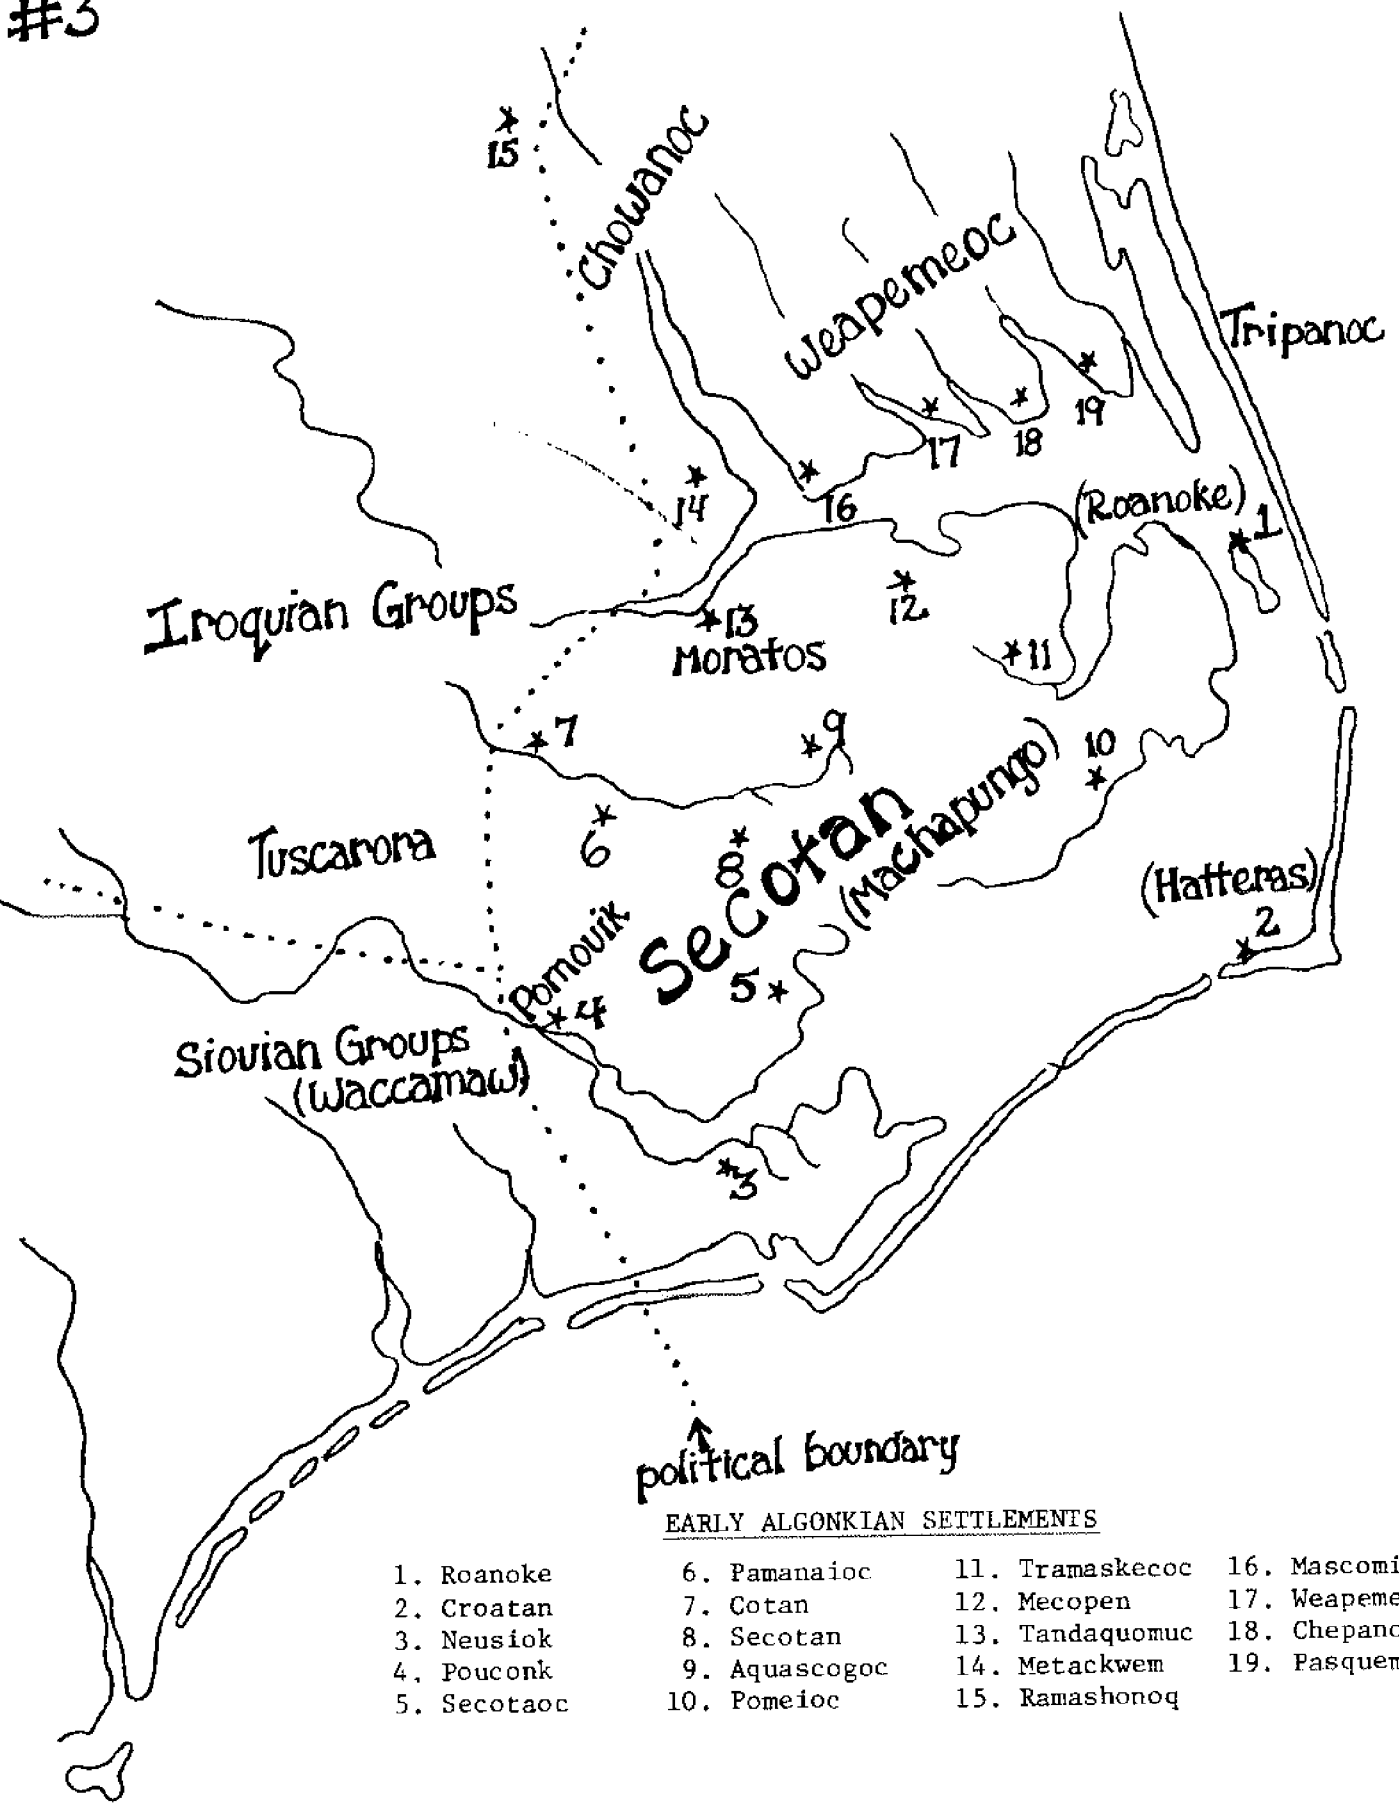 #3
15
Chowanoc
Weapemeoc
Tripanoc
19
18
17
16
14
(Roanoke)
1
Iroquian Groups
12
13
Moratos
11
7
9
10
Tuscarora
6
8
Secotan
(Machapungo)
(Hatteras)
2
Pomouik
5
4
Siouian Groups
(Waccamaw)
3
political boundary
EARLY ALGONKIAN SETTLEMENTS
1. Roanoke
2. Croatan
3. Neusiok
4. Pouconk
5. Secotaoc
6. Pamanaioc
7. Cotan
8. Secotan
9. Aquascogoc
10. Pomeioc
11. Tramaskecoc
12. Mecopen
13. Tandaquomuc
14. Metackwem
15. Ramashonoq
16. Mascomi
17. Weapeme
18. Chepano
19. Pasquem